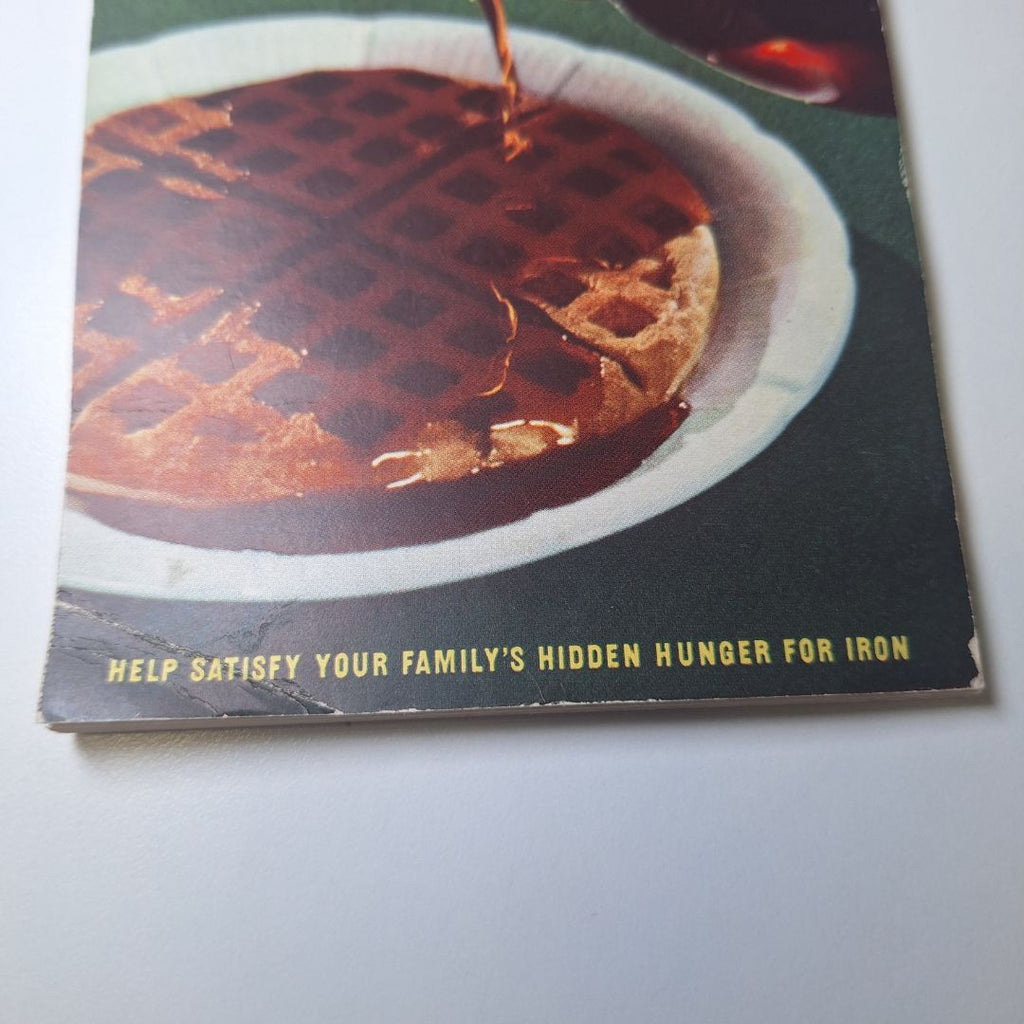 HELP SATISFY YOUR FAMILY'S HIDDEN HUNGER FOR IRON